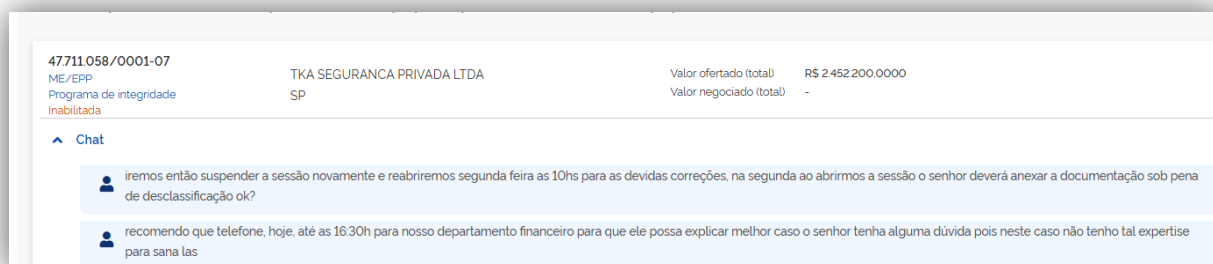 47.711.058/0001-07
ME/EPP
Programa de integridade
Inabilitada
TKA SEGURANCA PRIVADA LTDA
SP
Valor ofertado (total) R$ 2.452.200,0000
Valor negociado (total) -
Chat
iremos então suspender a sessão novamente e reabriremos segunda feira as 10hs para as devidas correções, na segunda ao abrirmos a sessão o senhor deverá anexar a documentação sob pena
de desclassificação ok?
recomendo que telefone, hoje, até as 16:30h para nosso departamento financeiro para que ele possa explicar melhor caso o senhor tenha alguma dúvida pois neste caso não tenho tal expertise
para sana las